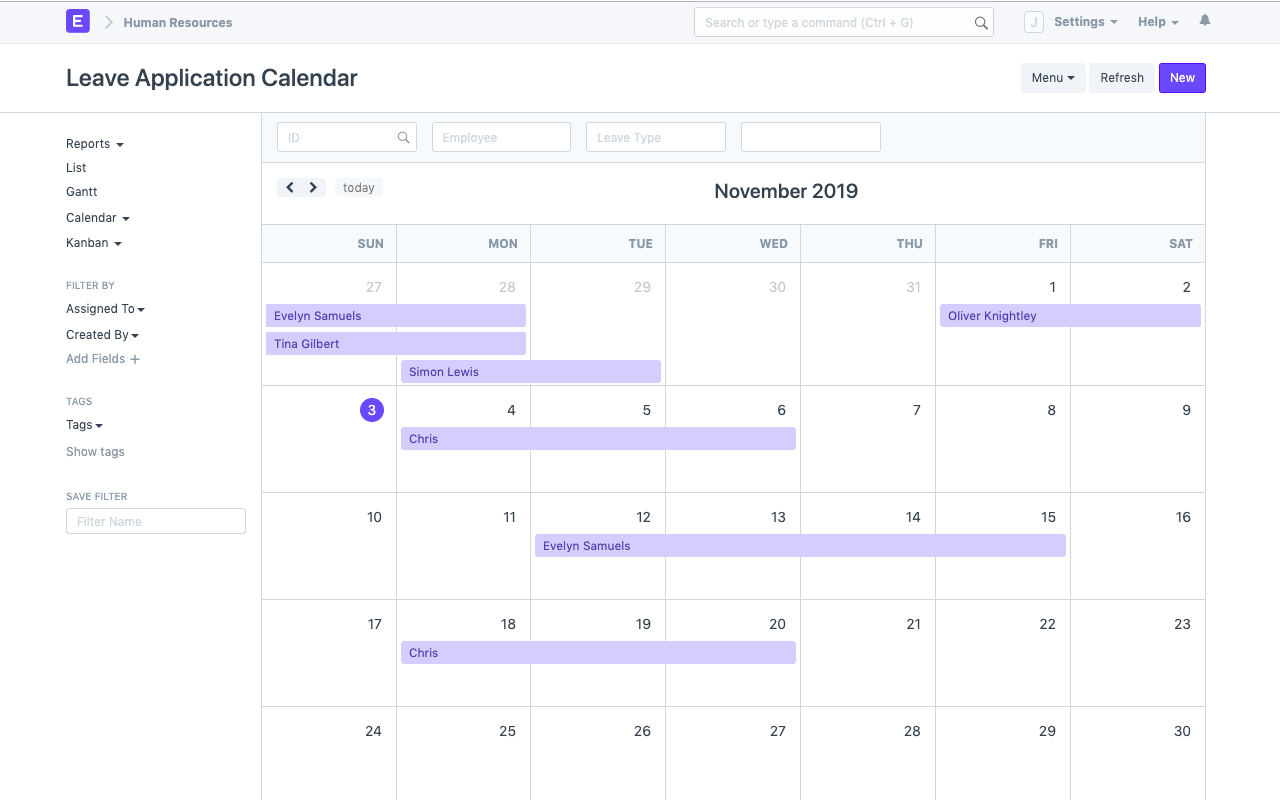 E Human Resources Search or type a command (Ctrl + G) J Settings Help
Leave Application Calendar Menu Refresh New
Reports
List
Gantt
Calendar
Kanban
FILTER BY
Assigned To
Created By
Add Fields +
TAGS
Tags
Show tags
SAVE FILTER
Filter Name
ID Employee Leave Type
today November 2019
SUN MON TUE WED THU FRI SAT
27 28 29 30 31 1 2
Evelyn Samuels Oliver Knightley
Tina Gilbert
Simon Lewis
3 4 5 6 7 8 9
Chris
10 11 12 13 14 15 16
Evelyn Samuels
17 18 19 20 21 22 23
Chris
24 25 26 27 28 29 30